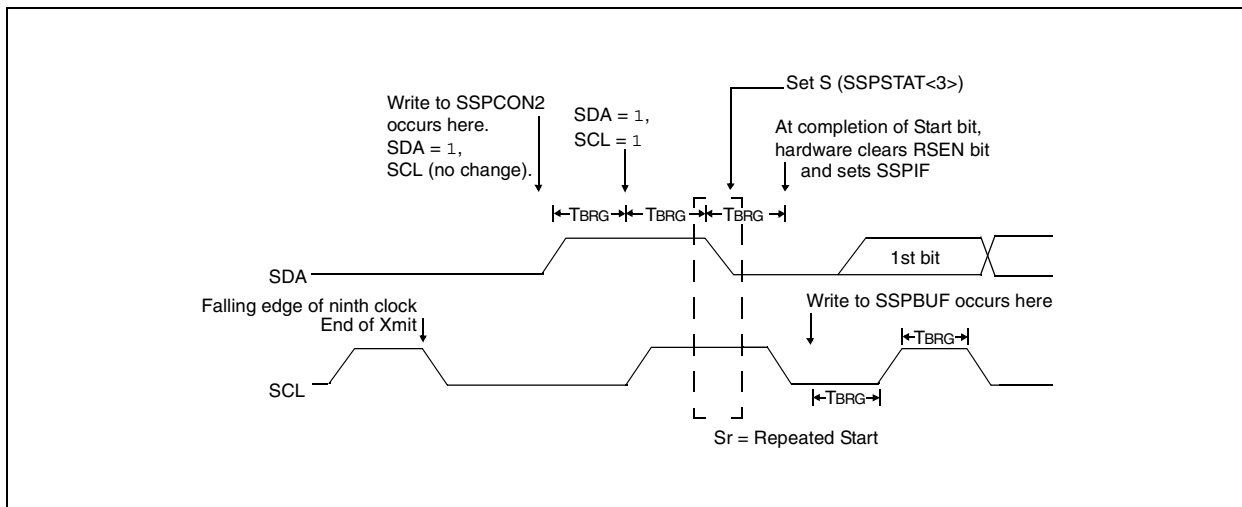 Set S (SSPSTAT<3>)
Write to SSPCON2
occurs here.
SDA = 1,
SCL (no change).
SDA = 1,
SCL = 1
At completion of Start bit,
hardware clears RSEN bit
and sets SSPIF
TBRG
TBRG
TBRG
SDA
1st bit
Falling edge of ninth clock
End of Xmit
Write to SSPBUF occurs here
TBRG
SCL
TBRG
Sr = Repeated Start